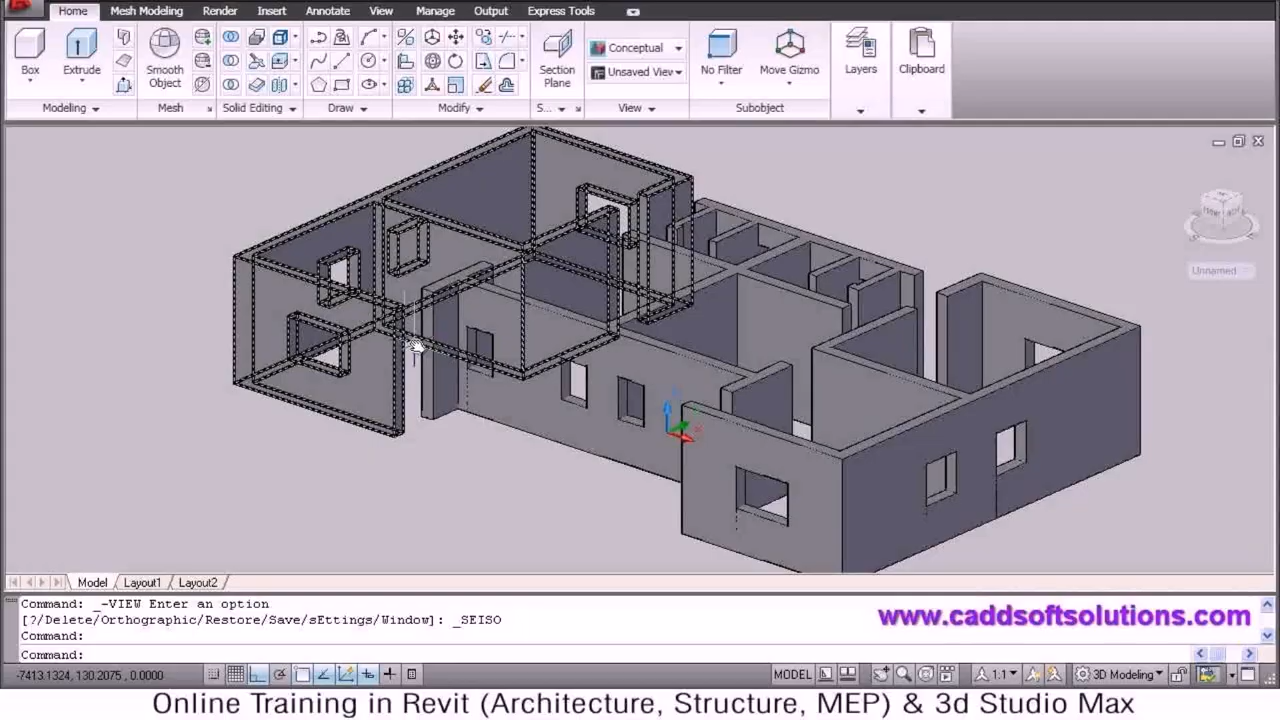 Home Mesh Modeling Render Insert Annotate View Manage Output Express Tools
Box Extrude Smooth Object Section Plane Conceptual Unsaved View No Filter Move Gizmo Layers Clipboard
Modeling Mesh Solid Editing Draw Modify S... View Subobject
Unnamed
Model Layout1 Layout2
Command: _-VIEW Enter an option
[?/Delete/Orthographic/Restore/Save/sEttings/Window]: _SEISO
Command:
Command:
www.caddsoftsolutions.com
-7413.1324, 130.2075, 0.0000 MODEL 1:1 3D Modeling
Online Training in Revit (Architecture, Structure, MEP) & 3d Studio Max